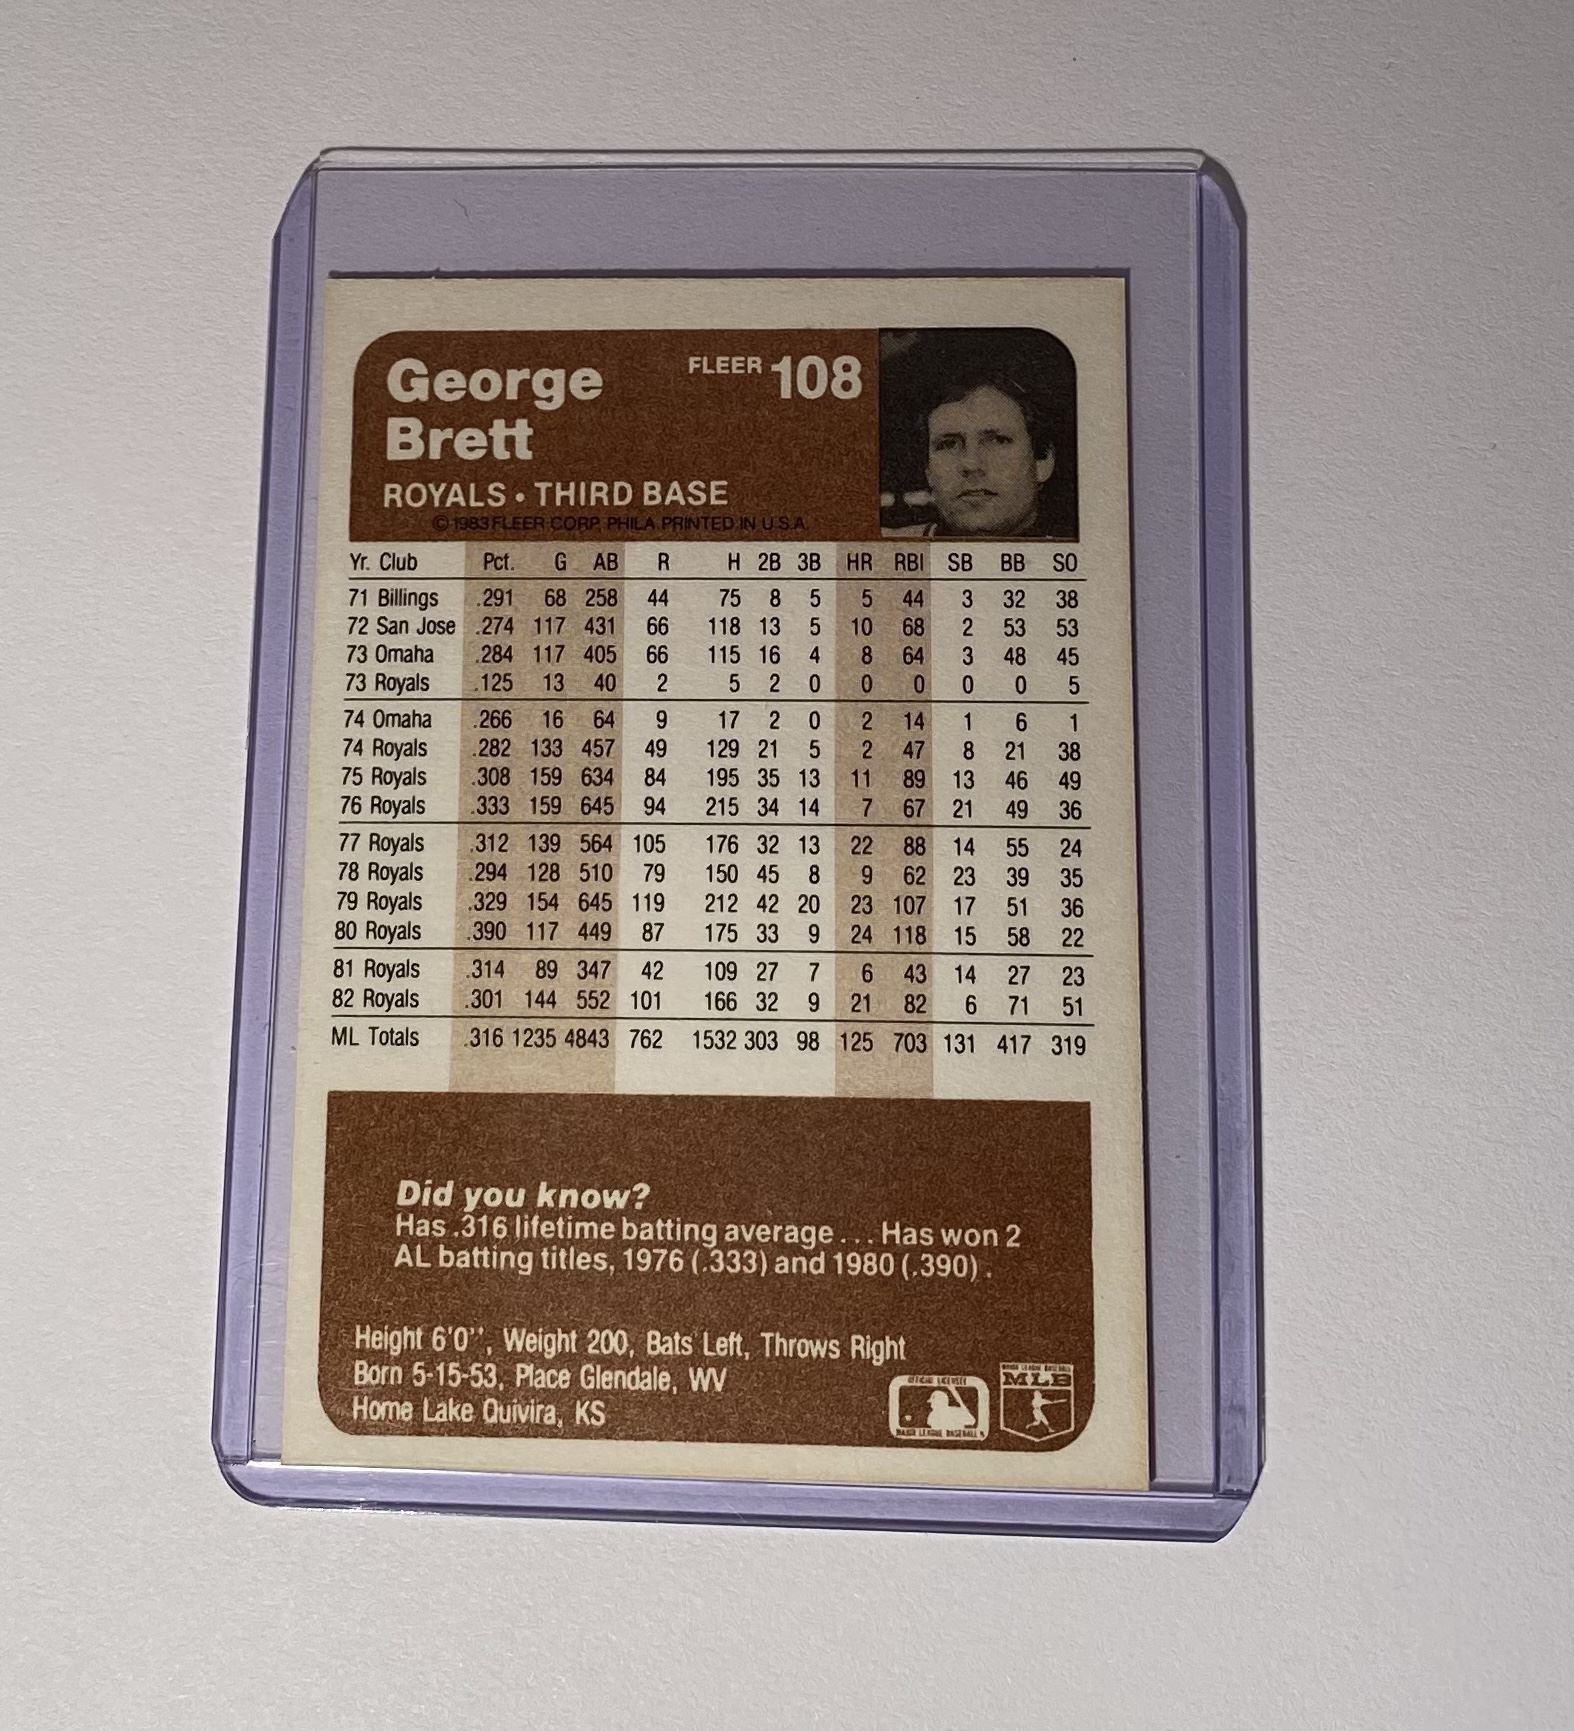 George
Brett
FLEER 108
ROYALS • THIRD BASE
© 1983 FLEER CORP. PHILA. PRINTED IN U.S.A.
Yr. Club Pct. G AB R H 2B 3B HR RBI SB BB SO
71 Billings .291 68 258 44 75 8 5 5 44 3 32 38
72 San Jose .274 117 431 66 118 13 5 10 68 2 53 53
73 Omaha .284 117 405 66 115 16 4 8 64 3 48 45
73 Royals .125 13 40 2 5 2 0 0 0 0 0 5
74 Omaha .266 16 64 9 17 2 0 2 14 1 6 1
74 Royals .282 133 457 49 129 21 5 2 47 8 21 38
75 Royals .308 159 634 84 195 35 13 11 89 13 46 49
76 Royals .333 159 645 94 215 34 14 7 67 21 49 36
77 Royals .312 139 564 105 176 32 13 22 88 14 55 24
78 Royals .294 128 510 79 150 45 8 9 62 23 39 35
79 Royals .329 154 645 119 212 42 20 23 107 17 51 36
80 Royals .390 117 449 87 175 33 9 24 118 15 58 22
81 Royals .314 89 347 42 109 27 7 6 43 14 27 23
82 Royals .301 144 552 101 166 32 9 21 82 6 71 51
ML Totals .316 1235 4843 762 1532 303 98 125 703 131 417 319
Did you know?
Has .316 lifetime batting average . . . Has won 2
AL batting titles, 1976 (.333) and 1980 (.390) .
Height 6'0'', Weight 200, Bats Left, Throws Right
Born 5-15-53, Place Glendale, WV
Home Lake Quivira, KS
OFFICIAL LICENSEE
MAJOR LEAGUE BASEBALL
MAJOR LEAGUE BASEBALL
MLB